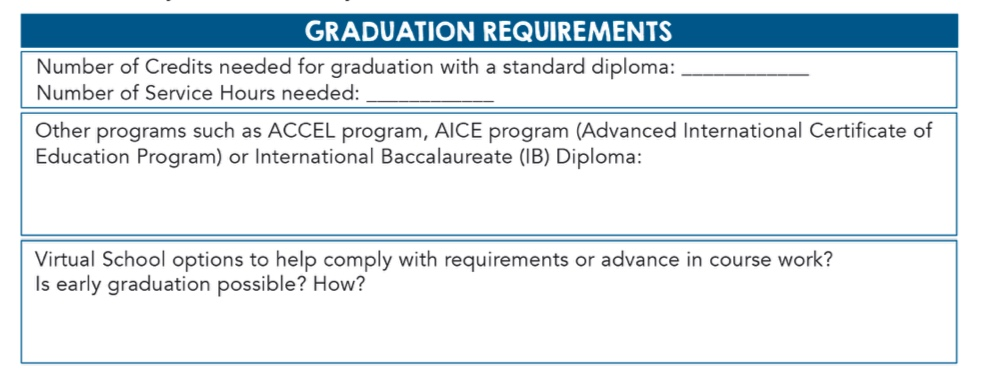 GRADUATION REQUIREMENTS
Number of Credits needed for graduation with a standard diploma: ____________
Number of Service Hours needed: ____________
Other programs such as ACCEL program, AICE program (Advanced International Certificate of
Education Program) or International Baccalaureate (IB) Diploma:
Virtual School options to help comply with requirements or advance in course work?
Is early graduation possible? How?